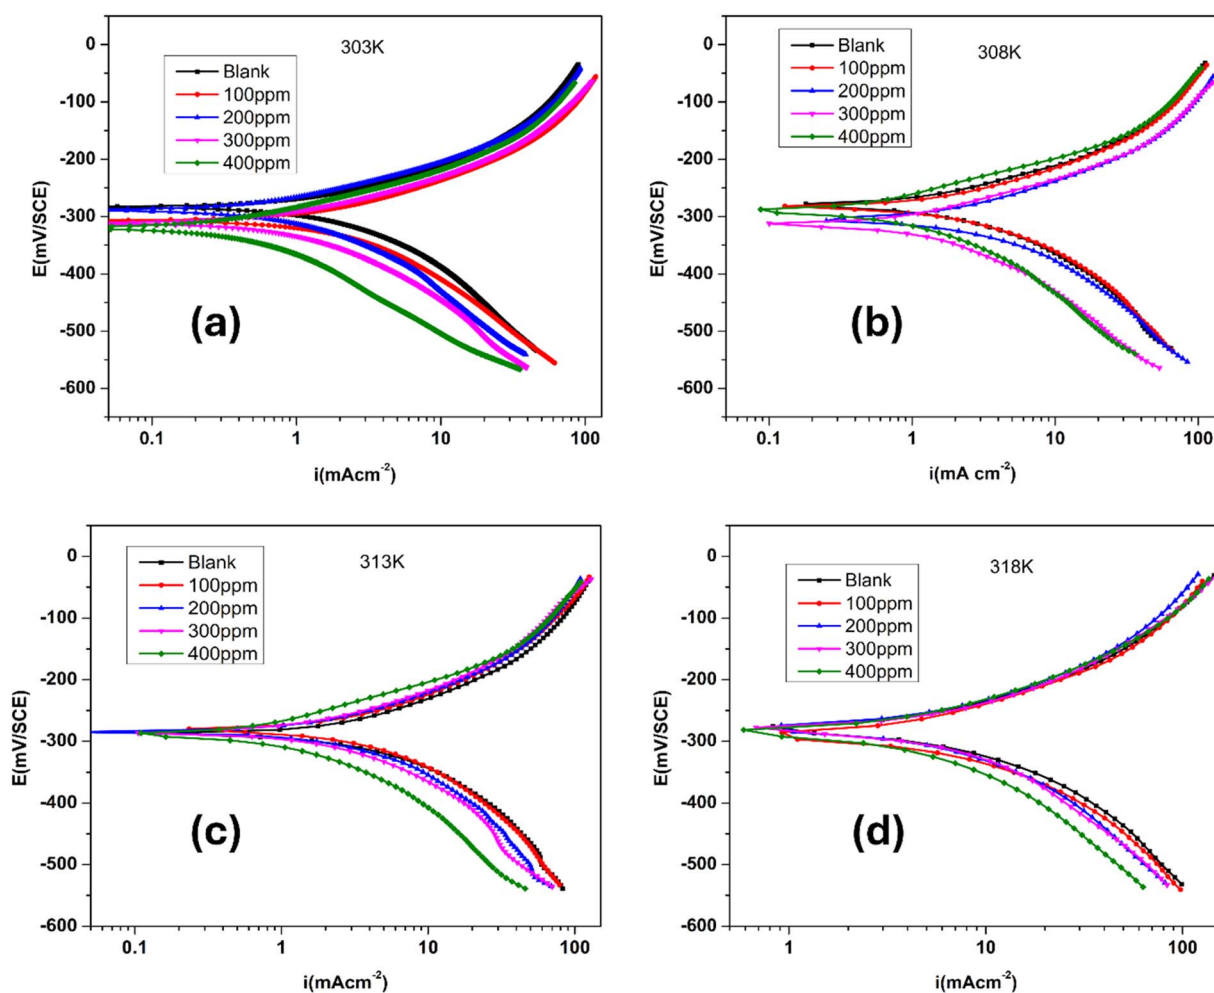 303K
Blank
100ppm
200ppm
300ppm
400ppm
(a)
E(mV/SCE)
0
-100
-200
-300
-400
-500
-600
0.1 1 10 100
i(mAcm-2)
308K
Blank
100ppm
200ppm
300ppm
400ppm
(b)
E(mV/SCE)
0
-100
-200
-300
-400
-500
-600
0.1 1 10 100
i(mA cm-2)
313K
Blank
100ppm
200ppm
300ppm
400ppm
(c)
E(mV/SCE)
0
-100
-200
-300
-400
-500
-600
0.1 1 10 100
i(mAcm-2)
318K
Blank
100ppm
200ppm
300ppm
400ppm
(d)
E(mV/SCE)
0
-100
-200
-300
-400
-500
-600
1 10 100
i(mAcm-2)